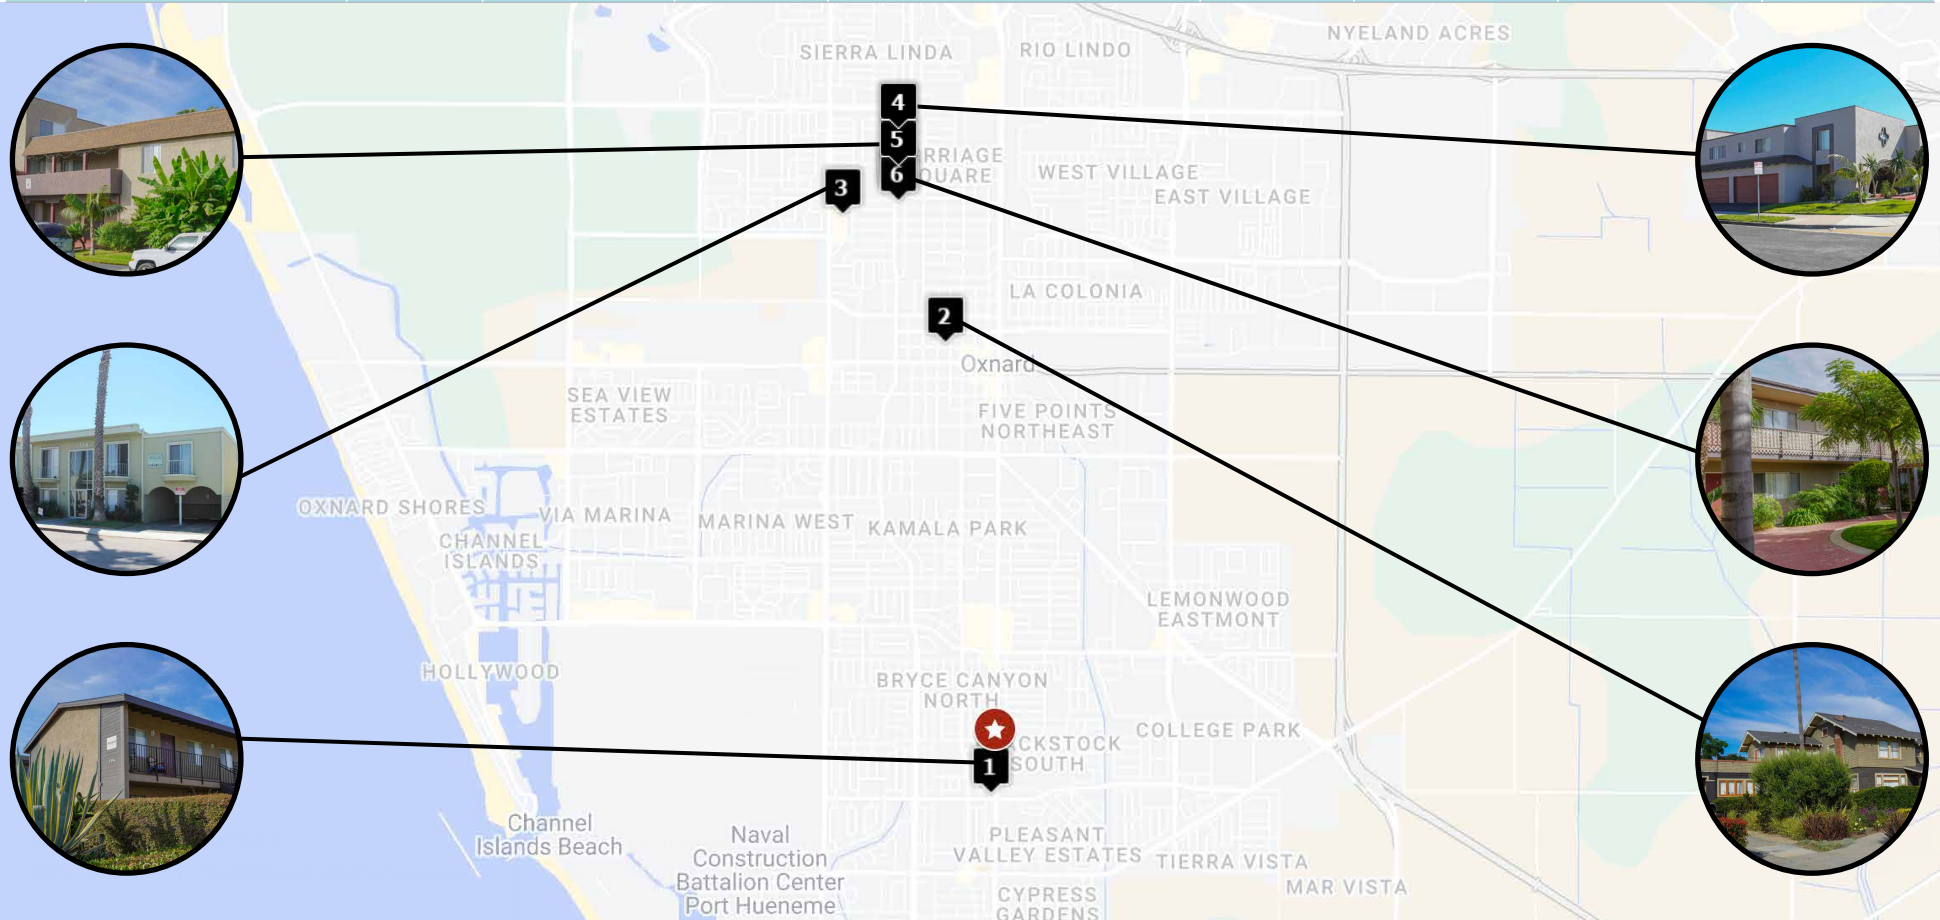 NYELAND ACRES
SIERRA LINDA
RIO LINDO
4
5
RRIAGE
QUARE
6
3
WEST VILLAGE
EAST VILLAGE
LA COLONIA
2
Oxnard
SEA VIEW
ESTATES
FIVE POINTS
NORTHEAST
OXNARD SHORES
VIA MARINA
MARINA WEST
KAMALA PARK
CHANNEL
ISLANDS
LEMONWOOD
EASTMONT
HOLLYWOOD
BRYCE CANYON
NORTH
COLLEGE PARK
CKSTOCK
SOUTH
1
Channel
Islands Beach
Naval
Construction
Battalion Center
Port Hueneme
PLEASANT
VALLEY ESTATES
TIERRA VISTA
MAR VISTA
CYPRESS
GARDENS